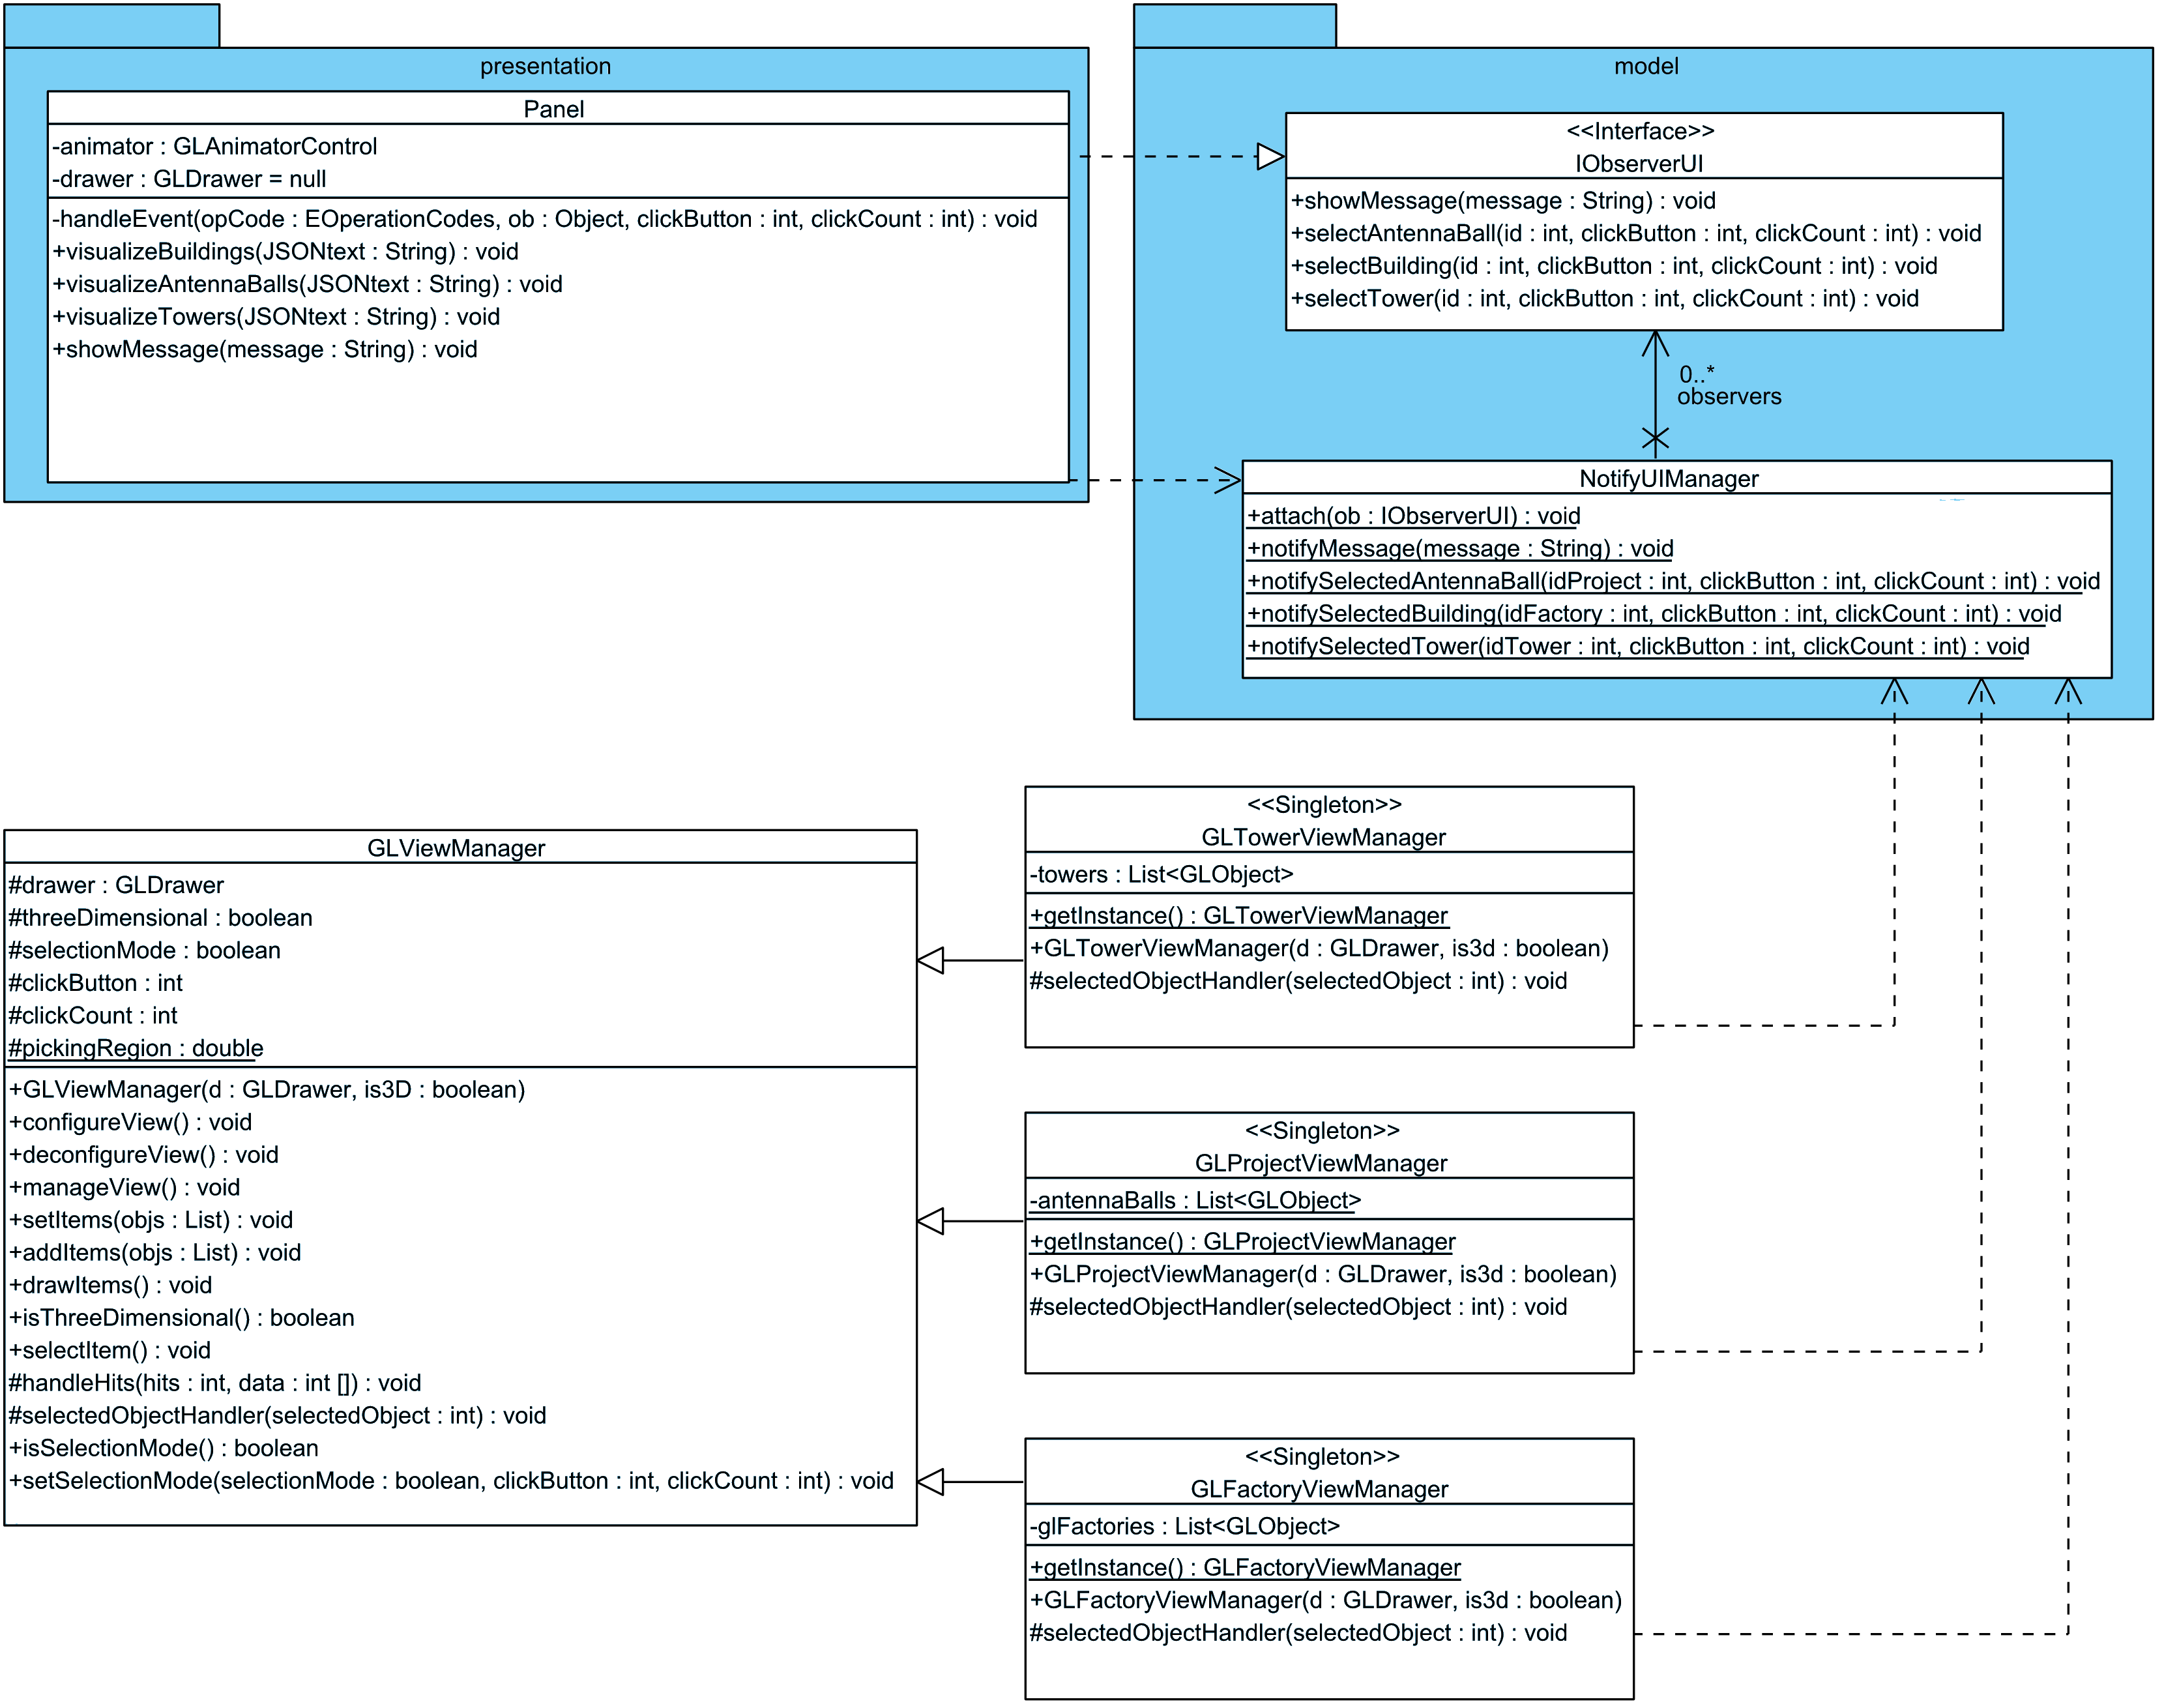 presentation
Panel
-animator : GLAnimatorControl
-drawer : GLDrawer = null
-handleEvent(opCode : EOperationCodes, ob : Object, clickButton : int, clickCount : int) : void
+visualizeBuildings(JSONtext : String) : void
+visualizeAntennaBalls(JSONtext : String) : void
+visualizeTowers(JSONtext : String) : void
+showMessage(message : String) : void
model
<<Interface>>
IObserverUI
+showMessage(message : String) : void
+selectAntennaBall(id : int, clickButton : int, clickCount : int) : void
+selectBuilding(id : int, clickButton : int, clickCount : int) : void
+selectTower(id : int, clickButton : int, clickCount : int) : void
0..*
observers
NotifyUIManager
+attach(ob : IObserverUI) : void
+notifyMessage(message : String) : void
+notifySelectedAntennaBall(idProject : int, clickButton : int, clickCount : int) : void
+notifySelectedBuilding(idFactory : int, clickButton : int, clickCount : int) : void
+notifySelectedTower(idTower : int, clickButton : int, clickCount : int) : void
GLViewManager
#drawer : GLDrawer
#threeDimensional : boolean
#selectionMode : boolean
#clickButton : int
#clickCount : int
#pickingRegion : double
+GLViewManager(d : GLDrawer, is3D : boolean)
+configureView() : void
+deconfigureView() : void
+manageView() : void
+setItems(objs : List) : void
+addItems(objs : List) : void
+drawItems() : void
+isThreeDimensional() : boolean
+selectItem() : void
#handleHits(hits : int, data : int []) : void
#selectedObjectHandler(selectedObject : int) : void
+isSelectionMode() : boolean
+setSelectionMode(selectionMode : boolean, clickButton : int, clickCount : int) : void
<<Singleton>>
GLTowerViewManager
-towers : List<GLObject>
+getInstance() : GLTowerViewManager
+GLTowerViewManager(d : GLDrawer, is3d : boolean)
#selectedObjectHandler(selectedObject : int) : void
<<Singleton>>
GLProjectViewManager
-antennaBalls : List<GLObject>
+getInstance() : GLProjectViewManager
+GLProjectViewManager(d : GLDrawer, is3d : boolean)
#selectedObjectHandler(selectedObject : int) : void
<<Singleton>>
GLFactoryViewManager
-glFactories : List<GLObject>
+getInstance() : GLFactoryViewManager
+GLFactoryViewManager(d : GLDrawer, is3d : boolean)
#selectedObjectHandler(selectedObject : int) : void